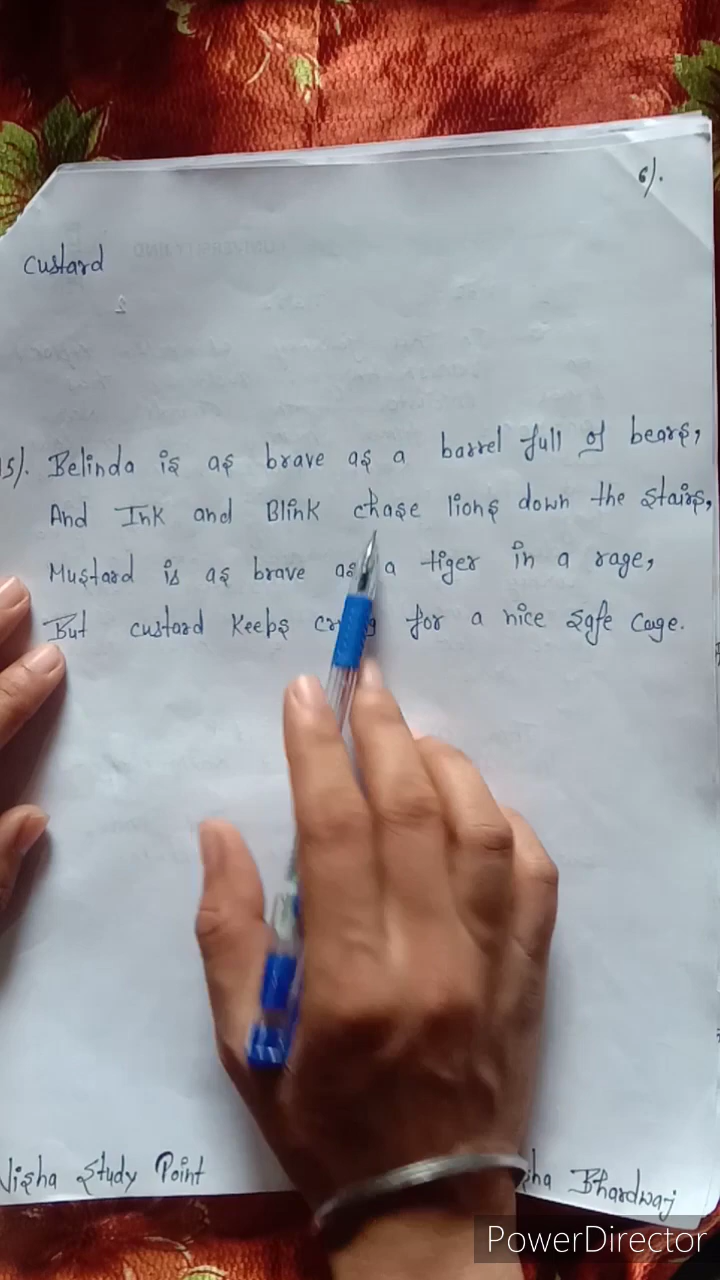 6).
custard
5). Belinda is as brave as a barrel full of bears,
And Ink and Blink chase lions down the stairs,
Mustard is as brave as a tiger in a rage,
But custard keeps for a nice safe cage.
Study Point
Bhardwaj
PowerDirector